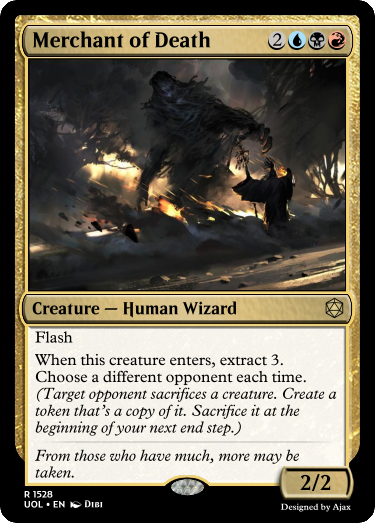 Merchant of Death 2
Creature — Human Wizard
Flash
When this creature enters, extract 3.
Choose a different opponent each time.
(Target opponent sacrifices a creature. Create a
token that's a copy of it. Sacrifice it at the
beginning of your next end step.)
From those who have much, more may be
taken.
2/2
R 1528
UOL • EN DIBI
Designed by Ajax